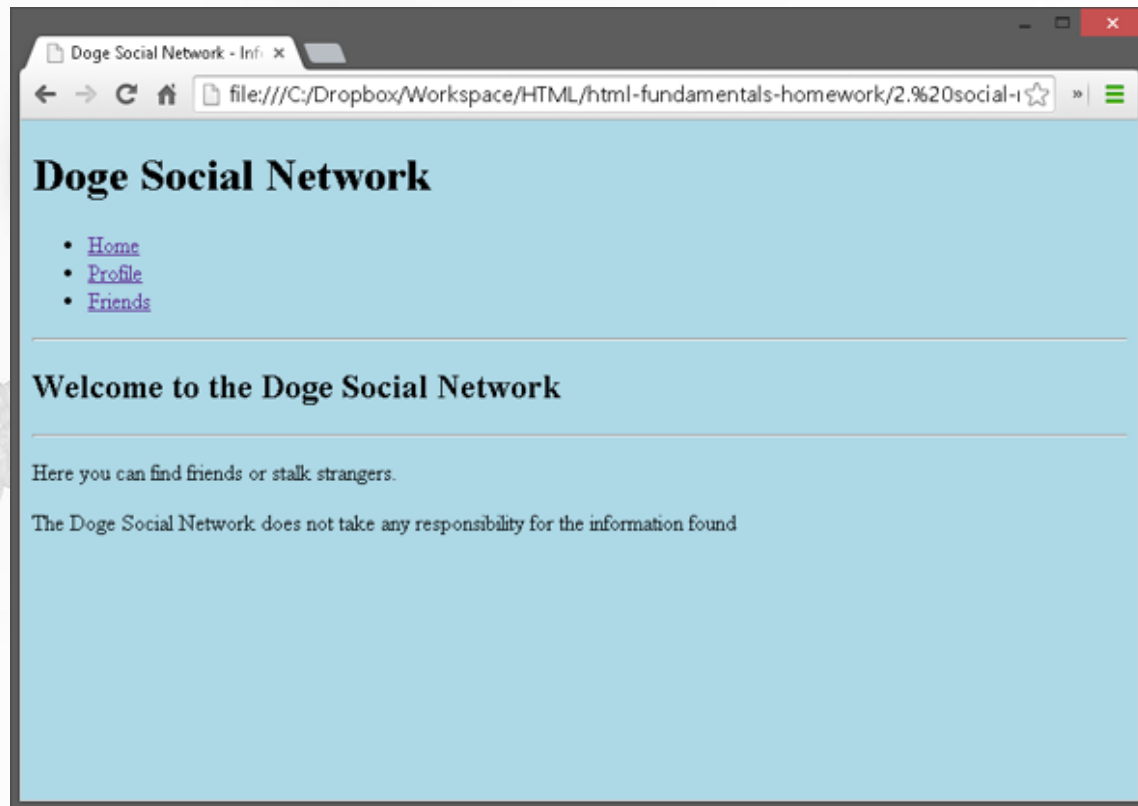 Doge Social Network - Inf
file:///C:/Dropbox/Workspace/HTML/html-fundamentals-homework/2.%20social-
Doge Social Network
Home
Profile
Friends
Welcome to the Doge Social Network
Here you can find friends or stalk strangers.
The Doge Social Network does not take any responsibility for the information found